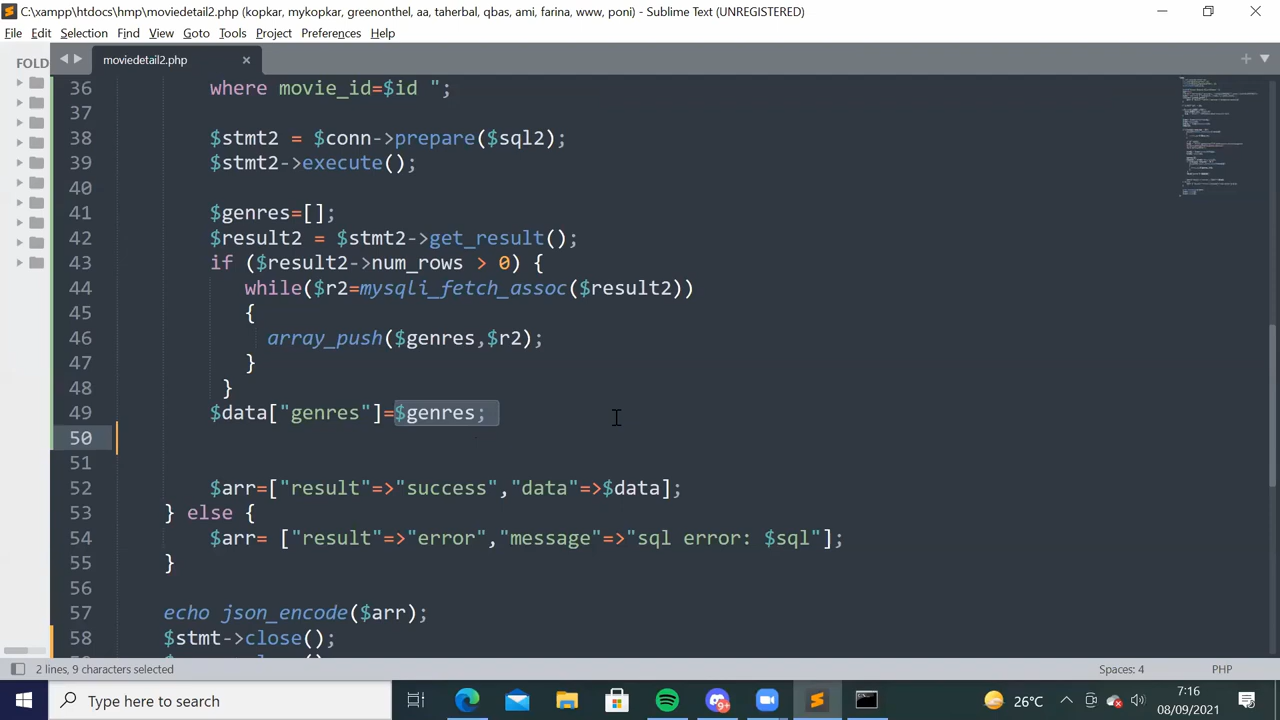 C:\xampp\htdocs\hmp\moviedetail2.php (kopkar, mykopkar, greenonthel, aa, taherbal, qbas, ami, farina, www, poni) - Sublime Text (UNREGISTERED)
File Edit Selection Find View Goto Tools Project Preferences Help
FOLD
moviedetail2.php
36 where movie_id=$id ";
37
38 $stmt2 = $conn->prepare($sql2);
39 $stmt2->execute();
40
41 $genres=[];
42 $result2 = $stmt2->get_result();
43 if ($result2->num_rows > 0) {
44 while($r2=mysqli_fetch_assoc($result2))
45 {
46 array_push($genres,$r2);
47 }
48 }
49 $data["genres"]=$genres;
50
51
52 $arr=["result"=>"success","data"=>$data];
53 } else {
54 $arr= ["result"=>"error","message"=>"sql error: $sql"];
55 }
56
57 echo json_encode($arr);
58 $stmt->close();
2 lines, 9 characters selected
Spaces: 4
PHP
Type here to search
9+
26°C
7:16
08/09/2021